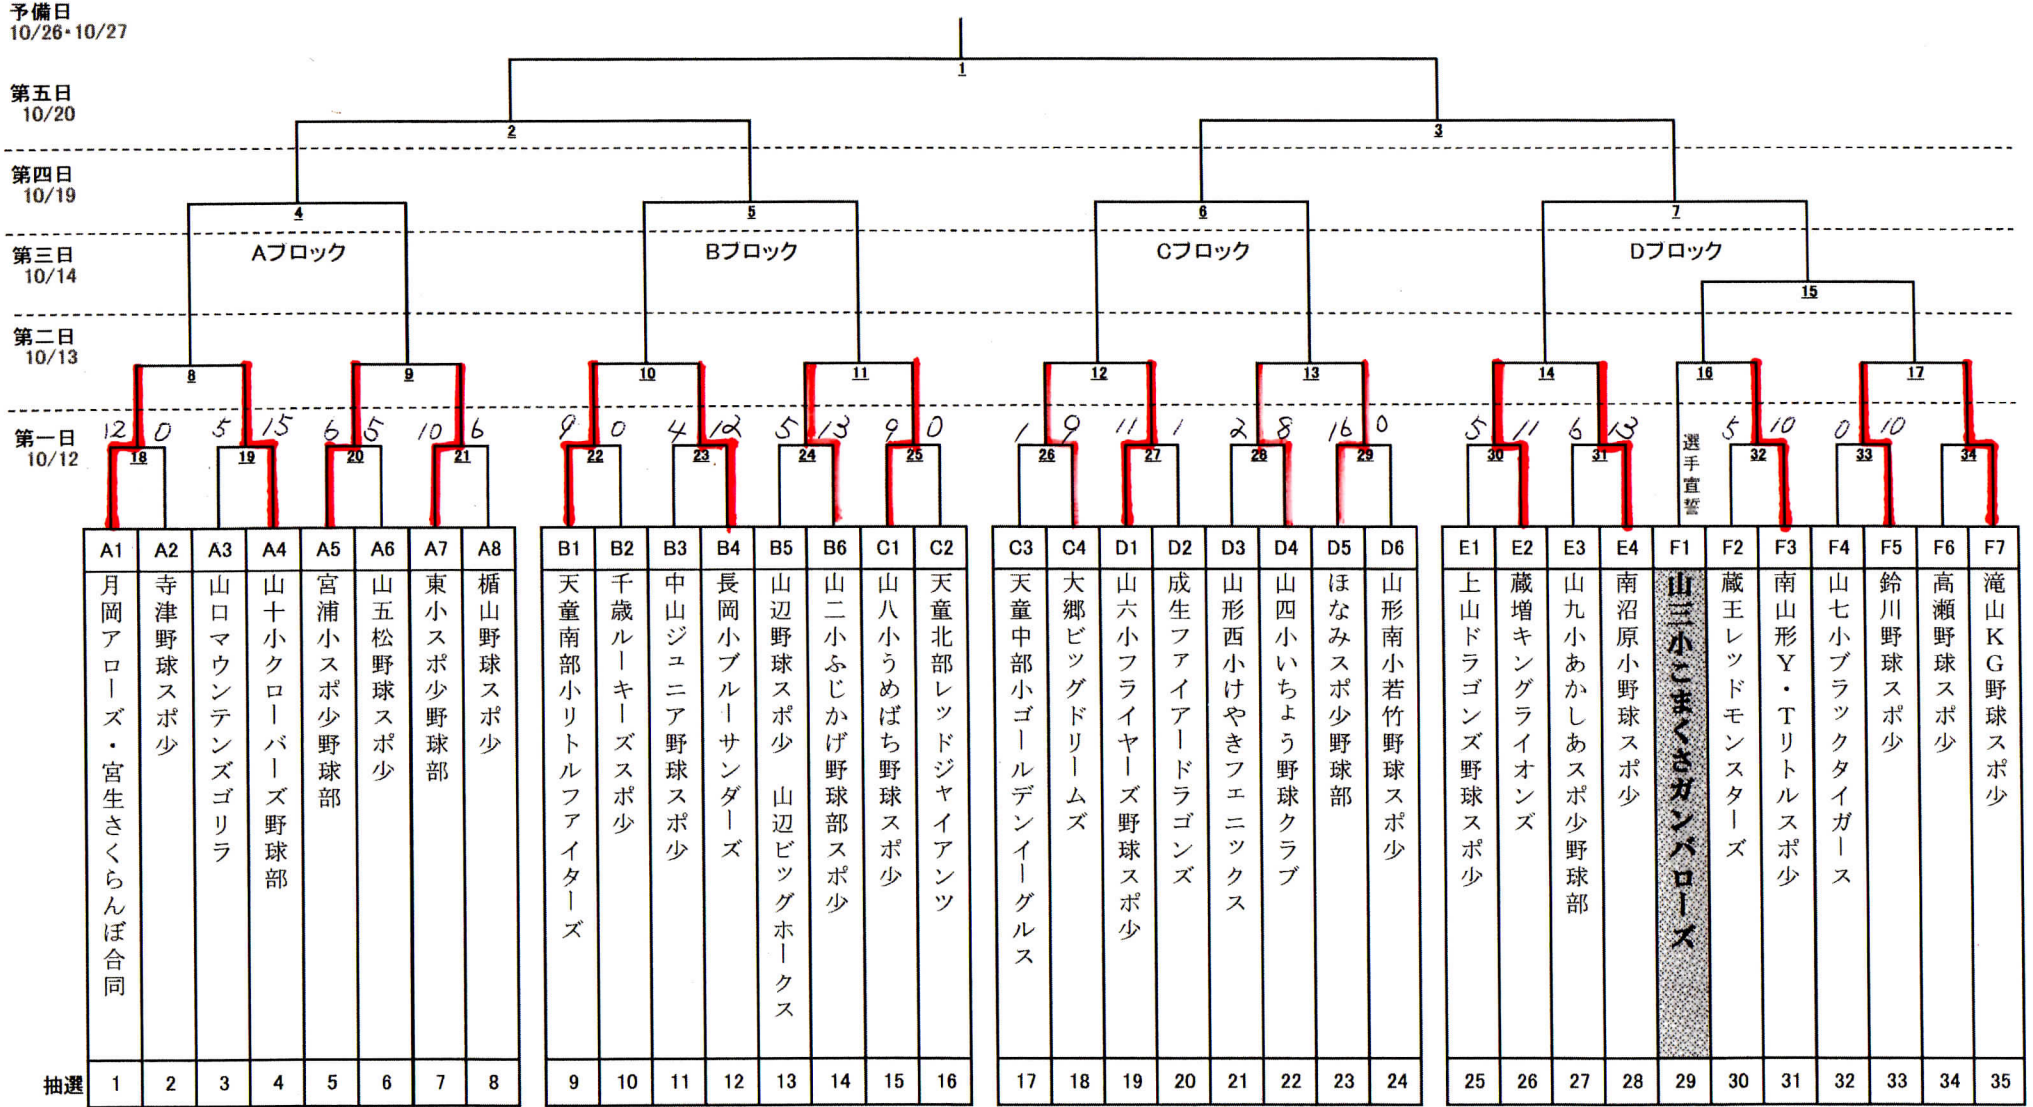 予備日
10/26・10/27
1
第五日
10/20
2 3
第四日
10/19
4 5 6 7
第三日
10/14
Aブロック Bブロック Cブロック Dブロック
15
第二日
10/13
8 9 10 11 12 13 14 16 17
第一日
10/12
12 0 5 15 6 5 10 6 9 0 4 12 5 13 9 0 1 9 11 1 2 8 16 0 5 11 6 13 5 10 0 10
18 19 20 21 22 23 24 25 26 27 28 29 30 31 32 33 34
選手宣誓
A1 A2 A3 A4 A5 A6 A7 A8 B1 B2 B3 B4 B5 B6 C1 C2 C3 C4 D1 D2 D3 D4 D5 D6 E1 E2 E3 E4 F1 F2 F3 F4 F5 F6 F7
月岡アローズ・宮生さくらんぼ合同
寺津野球スポ少
山口マウンテンズゴリラ
山十小クローバーズ野球部
宮浦小スポ少野球部
山五松野球スポ少
東小スポ少野球部
楯山野球スポ少
天童南部小リトルファイターズ
千歳ルーキーズスポ少
中山ジュニア野球スポ少
長岡小ブルーサンダーズ
山辺野球スポ少 山辺ビッグホークス
山二小ふじかげ野球部スポ少
山八小うめばち野球スポ少
天童北部レッドジャイアンツ
天童中部小ゴールデンイーグルス
大郷ビッグドリームズ
山六小フライヤーズ野球スポ少
成生ファイアードラゴンズ
山形西小けやきフェニックス
山四小いちょう野球クラブ
ほなみスポ少野球部
山形南小若竹野球スポ少
上山ドラゴンズ野球スポ少
蔵増キングライオンズ
山九小あかしあスポ少野球部
南沼原小野球スポ少
山三小こまくさガンバローズ
蔵王レッドモンスターズ
南山形Y・Tリトルスポ少
山七小ブラックタイガース
鈴川野球スポ少
高瀬野球スポ少
滝山KG野球スポ少
抽選 1 2 3 4 5 6 7 8 9 10 11 12 13 14 15 16 17 18 19 20 21 22 23 24 25 26 27 28 29 30 31 32 33 34 35